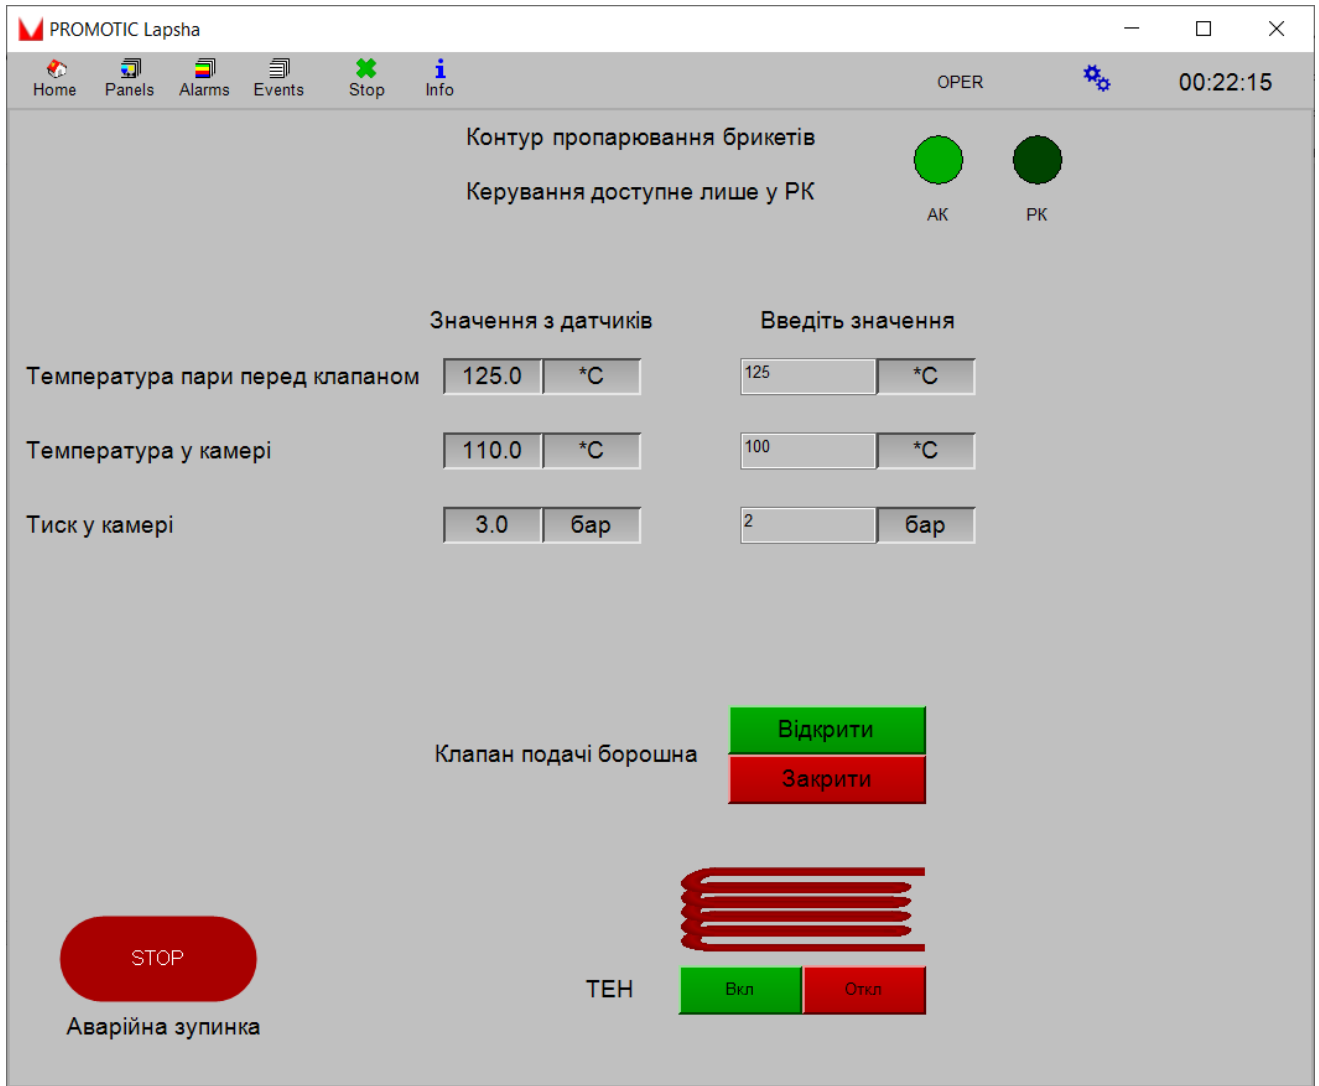 PROMOTIC Lapsha
Home Panels Alarms Events Stop Info OPER 00:22:15
Контур пропарювання брикетів
Керування доступне лише у РК
АК РК
Значення з датчиків Введіть значення
Температура пари перед клапаном 125.0 *C 125 *C
Температура у камері 110.0 *C 100 *C
Тиск у камері 3.0 бар 2 бар
Відкрити
Клапан подачі борошна
Закрити
STOP
ТЕН Вкл Откл
Аварійна зупинка